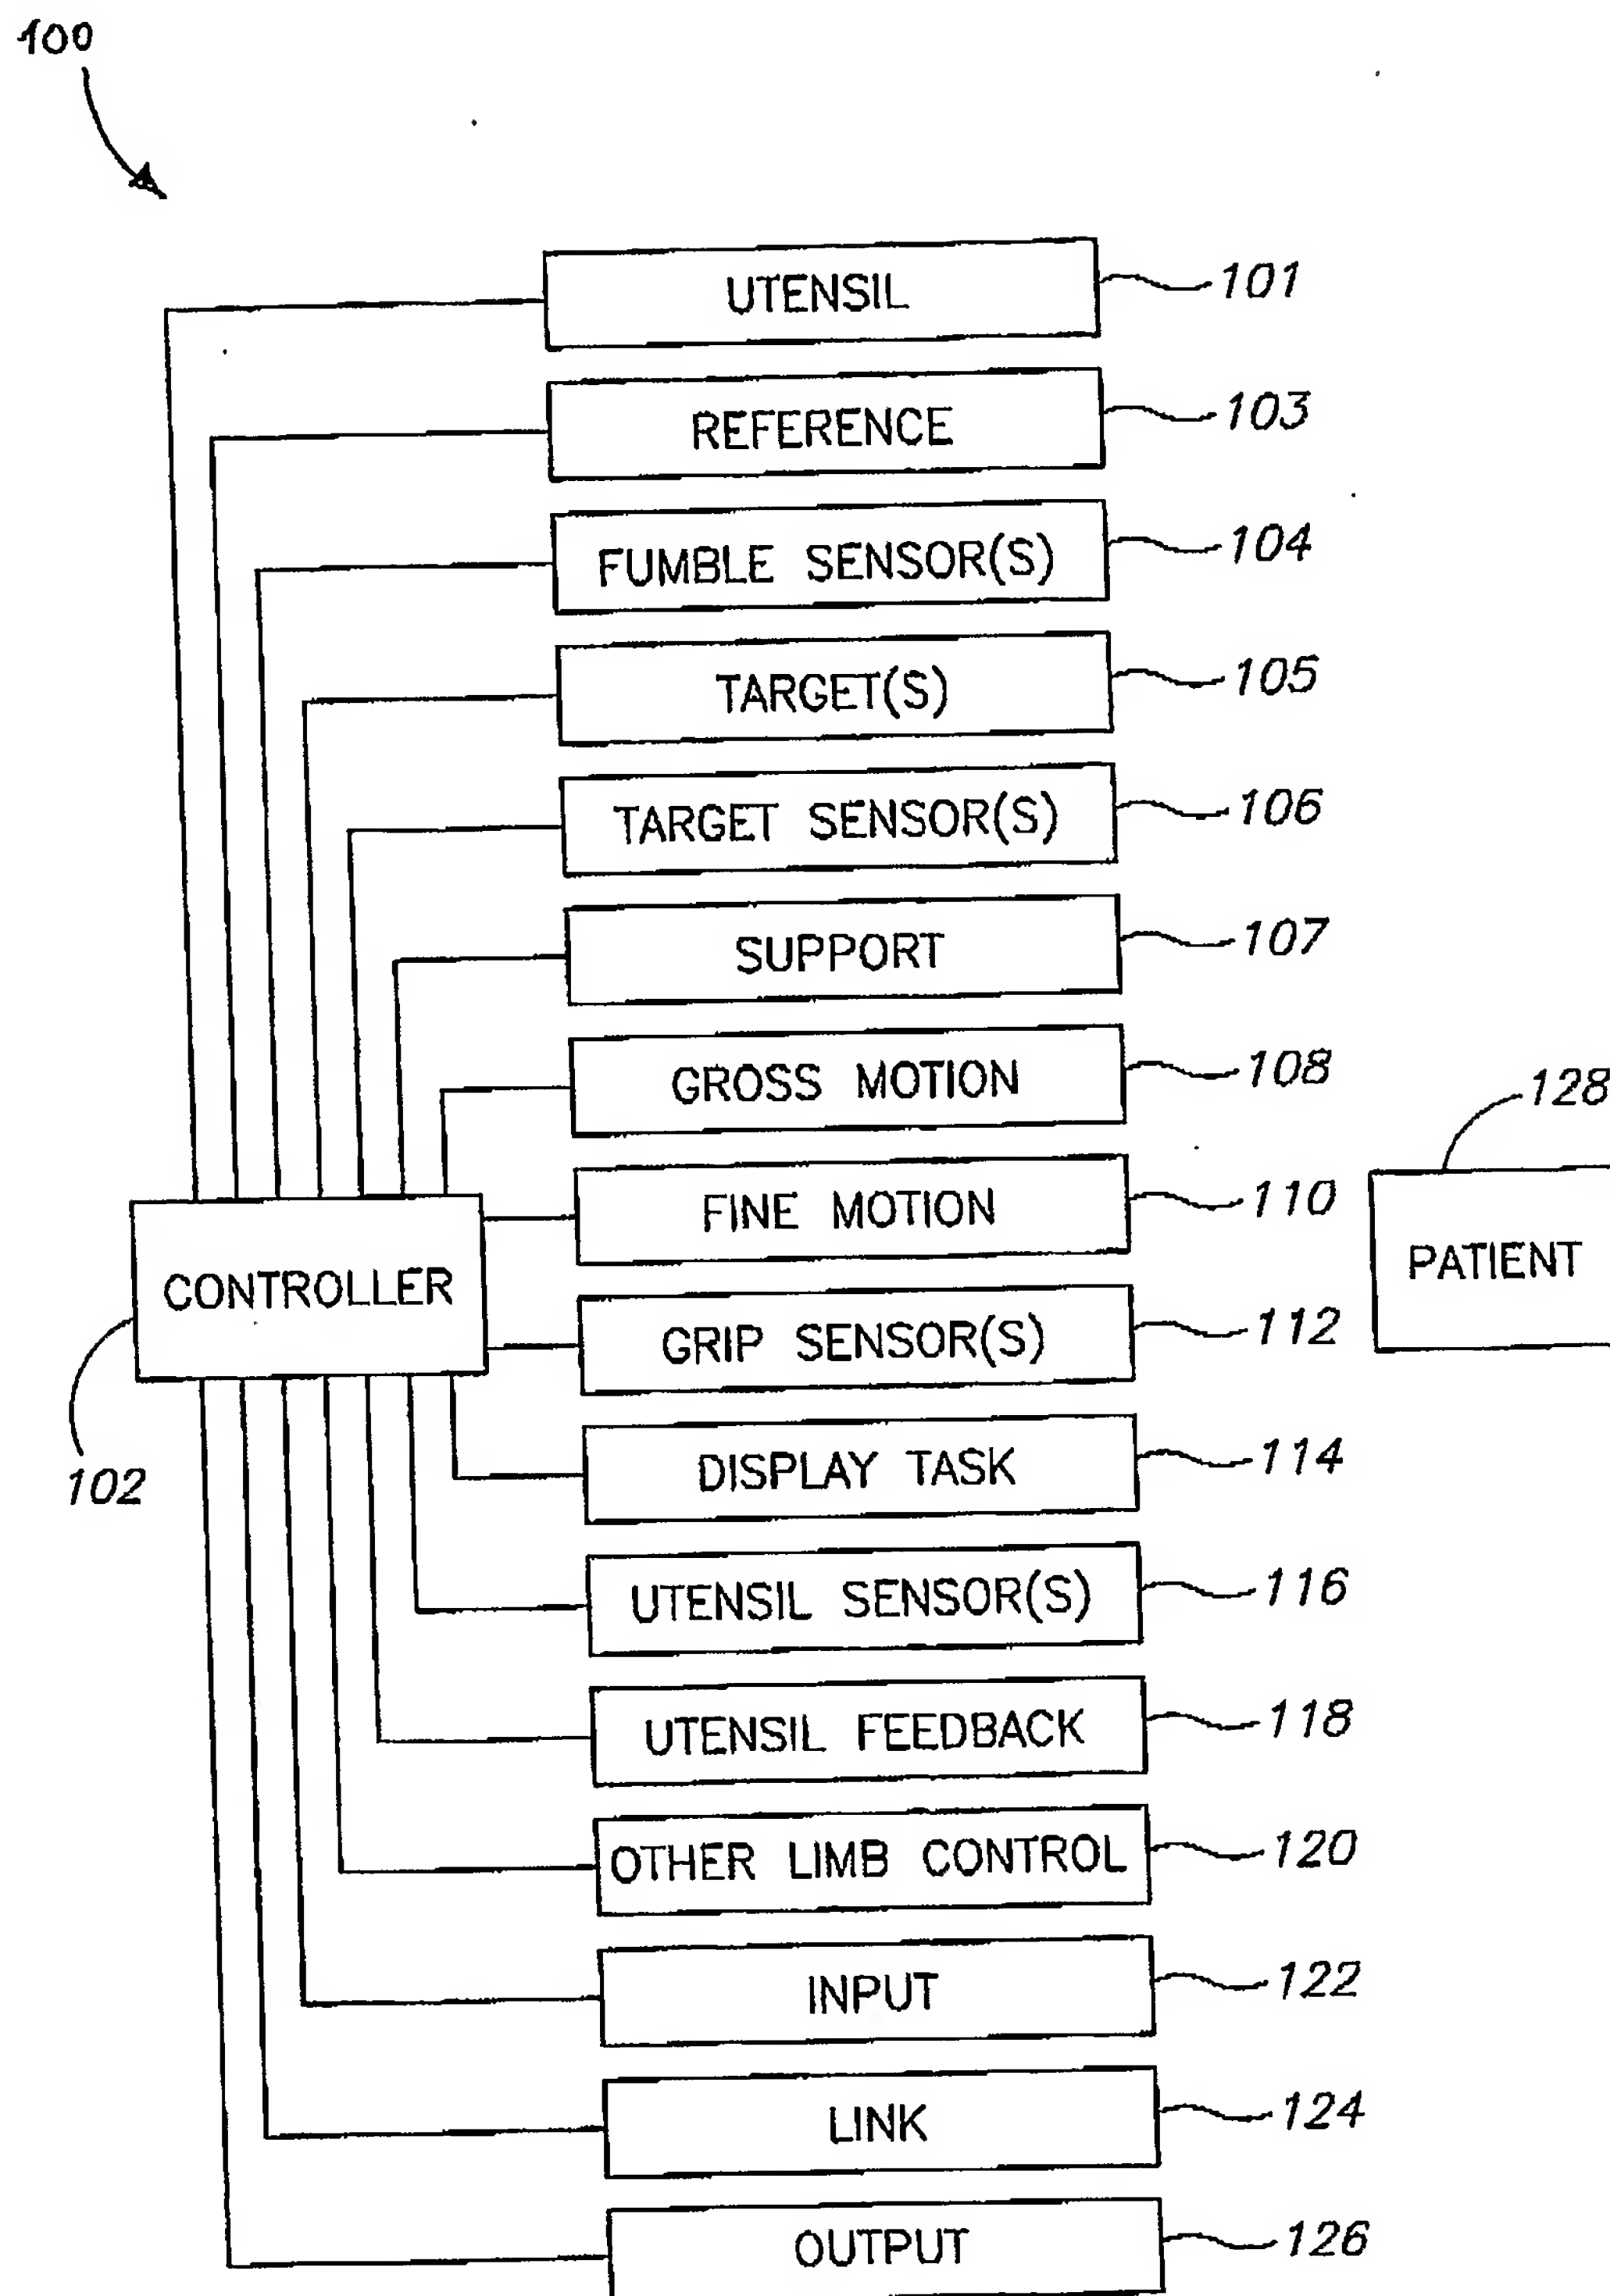 100
UTENSIL 101
REFERENCE 103
FUMBLE SENSOR(S) 104
TARGET(S) 105
TARGET SENSOR(S) 106
SUPPORT 107
GROSS MOTION 108
128
FINE MOTION 110
PATIENT
CONTROLLER
GRIP SENSOR(S) 112
102
DISPLAY TASK 114
UTENSIL SENSOR(S) 116
UTENSIL FEEDBACK 118
OTHER LIMB CONTROL 120
INPUT 122
LINK 124
OUTPUT 126